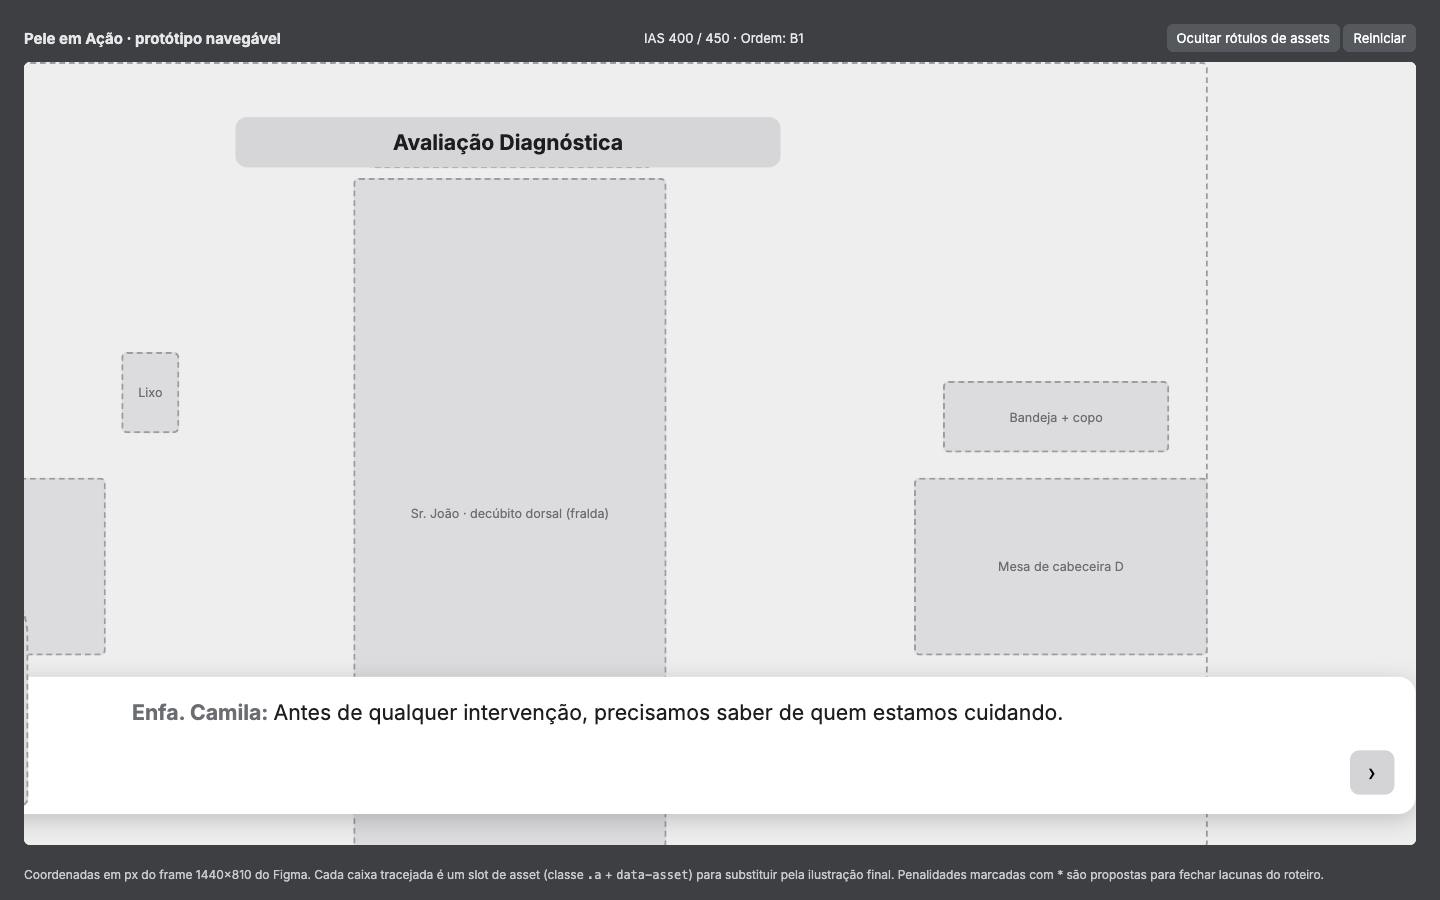 Pele em Ação · protótipo navegável
IAS 400 / 450 · Ordem: B1
Ocultar rótulos de assets
Reiniciar
Avaliação Diagnóstica
Lixo
Bandeja + copo
Sr. João · decúbito dorsal (fralda)
Mesa de cabeceira D
Enfa. Camila: Antes de qualquer intervenção, precisamos saber de quem estamos cuidando.
›
Coordenadas em px do frame 1440×810 do Figma. Cada caixa tracejada é um slot de asset (classe .a + data-asset) para substituir pela ilustração final. Penalidades marcadas com * são propostas para fechar lacunas do roteiro.